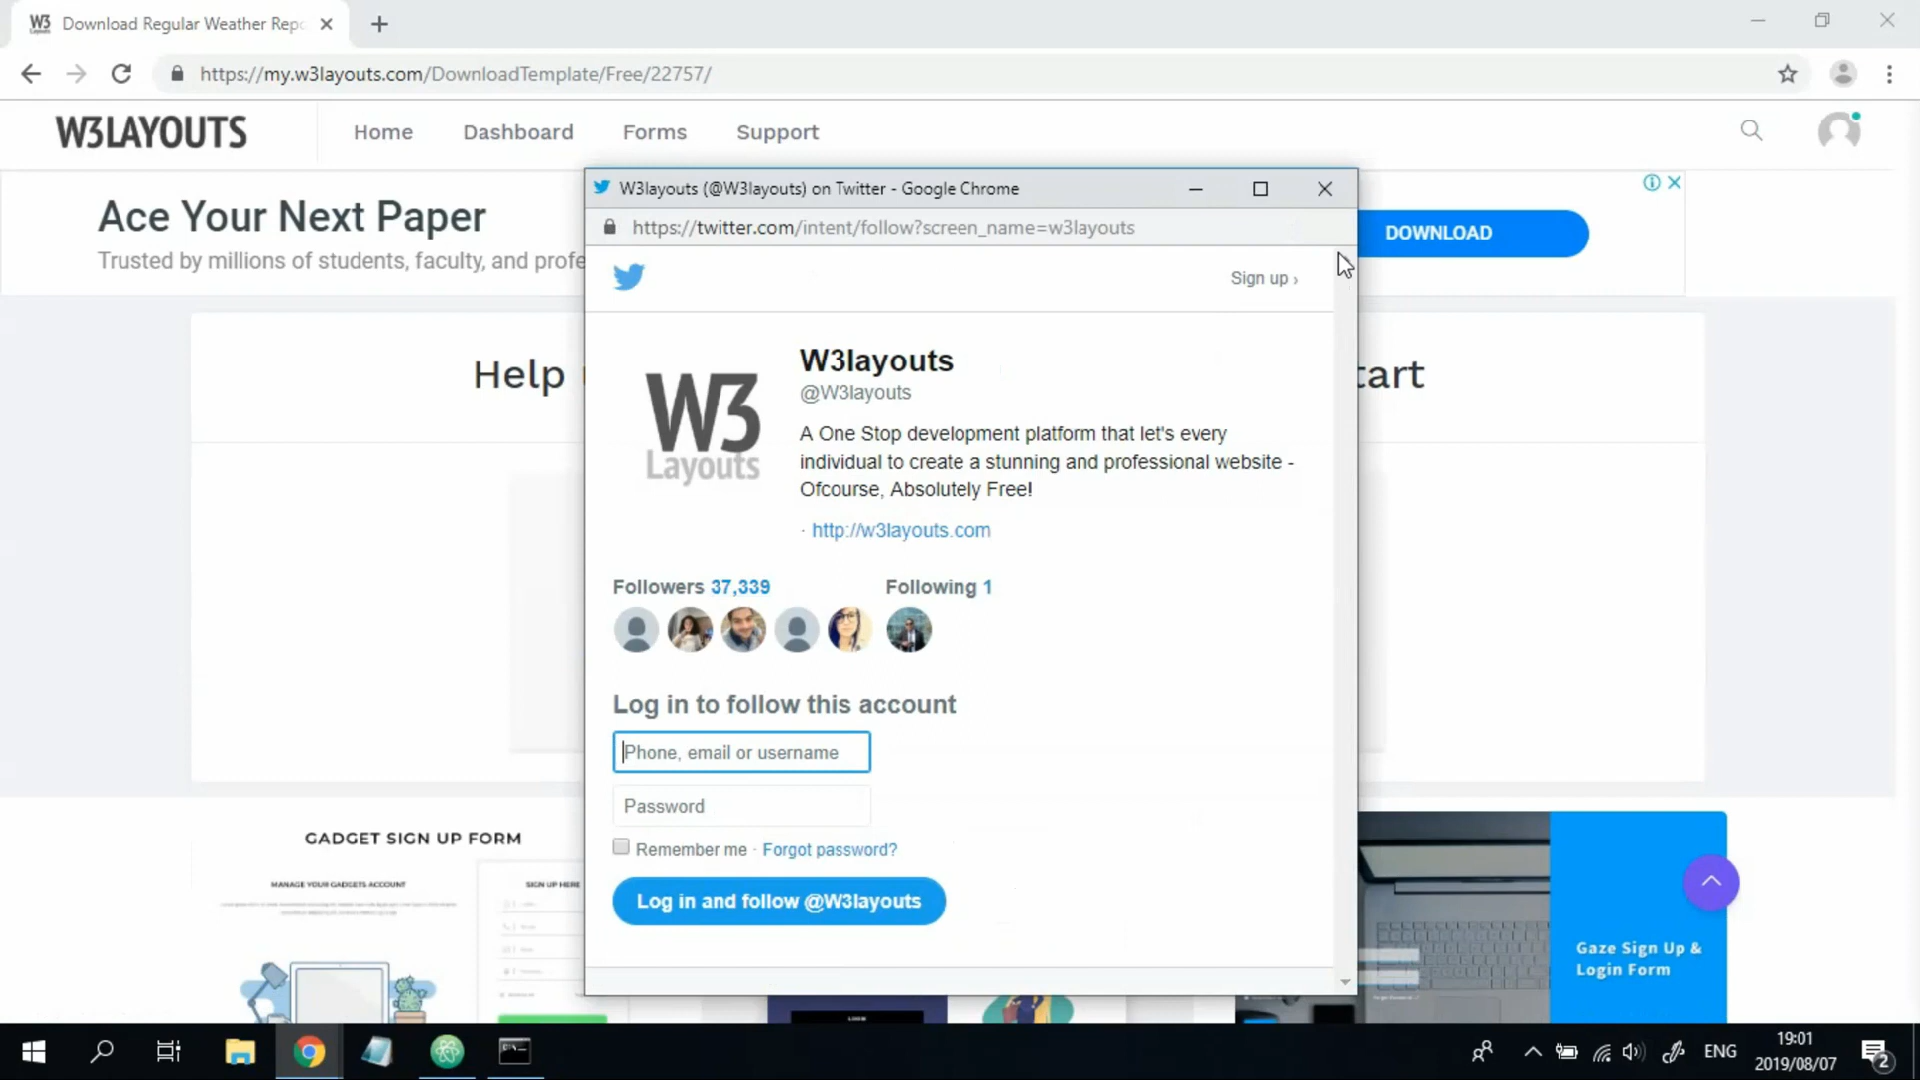 W3 Layouts
Download Regular Weather Repo
https://my.w3layouts.com/DownloadTemplate/Free/22757/
W3LAYOUTS
Home
Dashboard
Forms
Support
Ace Your Next Paper
Trusted by millions of students, faculty, and profe
DOWNLOAD
W3layouts (@W3layouts) on Twitter - Google Chrome
https://twitter.com/intent/follow?screen_name=w3layouts
Sign up ›
Help
tart
W3 Layouts
W3layouts
@W3layouts
A One Stop development platform that let's every
individual to create a stunning and professional website -
Ofcourse, Absolutely Free!
· http://w3layouts.com
Followers 37,339
Following 1
Log in to follow this account
Phone, email or username
Password
Remember me · Forgot password?
Log in and follow @W3layouts
GADGET SIGN UP FORM
MANAGE YOUR GADGETS ACCOUNT
SIGN UP HERE
Gaze Sign Up &
Login Form
ENG
19:01
2019/08/07
2